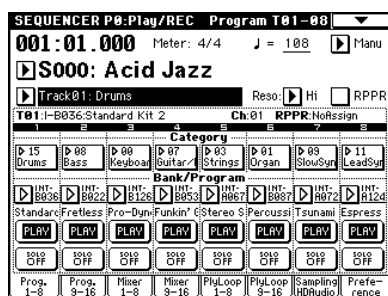 SEQUENCER P0:Play/REC Program T01-08
001:01.000 Meter: 4/4 ♩ = 108 Manu
S000: Acid Jazz
Track01: Drums Reso: Hi RPPR
T01:I-B036:Standard Kit 2 Ch:01 RPPR:NoAssign
1 2 3 4 5 6 7 8
Category
15 08 00 07 03 01 09 11
Drums Bass Keyboar Guitar/ Strings Organ SlowSyn LeadSyn
Bank/Program
INT- INT- INT- INT- INT- INT- INT- INT-
B036 B022 B126 B053 A067 B087 A072 A124
Standarc Fretless Pro-Dyn Funkin' Stereo S Percussi Tsunami Espress
PLAY PLAY PLAY PLAY PLAY PLAY PLAY PLAY
SOLO SOLO SOLO SOLO SOLO SOLO SOLO SOLO
OFF OFF OFF OFF OFF OFF OFF OFF
Prog. Prog. Mixer Mixer PlyLoop PlyLoop Sampling Prefe-
1-8 9-16 1-8 9-16 1-8 9-16 HDAudio rence